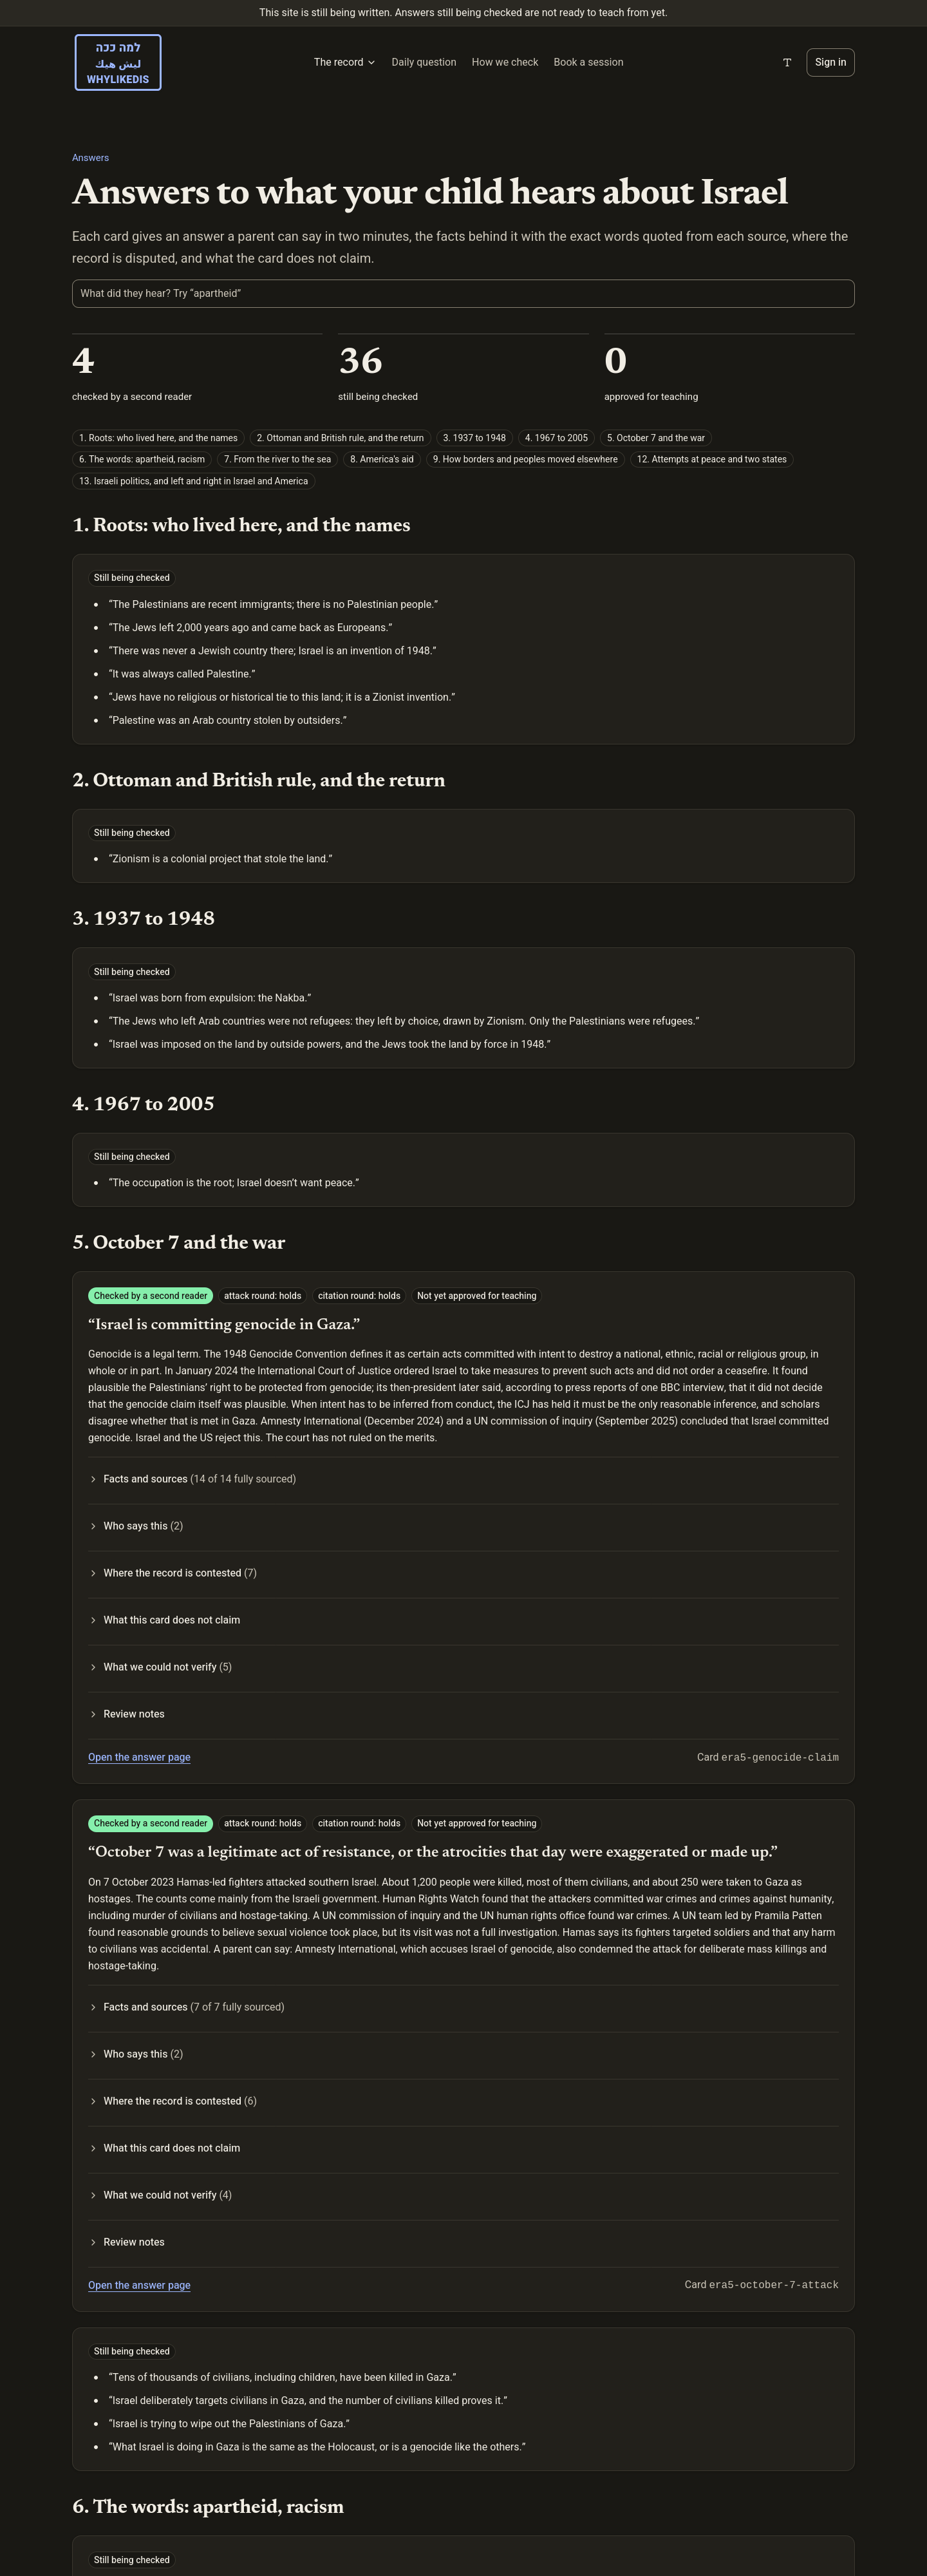 This site is still being written. Answers still being checked are not ready to teach from yet.
למה ככה
ליש هيك
WHYLIKEDIS
The record
Daily question
How we check
Book a session
T
Sign in
Answers
Answers to what your child hears about Israel
Each card gives an answer a parent can say in two minutes, the facts behind it with the exact words quoted from each source, where the
record is disputed, and what the card does not claim.
What did they hear? Try “apartheid”
4
checked by a second reader
36
still being checked
0
approved for teaching
1. Roots: who lived here, and the names
2. Ottoman and British rule, and the return
3. 1937 to 1948
4. 1967 to 2005
5. October 7 and the war
6. The words: apartheid, racism
7. From the river to the sea
8. America's aid
9. How borders and peoples moved elsewhere
12. Attempts at peace and two states
13. Israeli politics, and left and right in Israel and America
1. Roots: who lived here, and the names
Still being checked
• “The Palestinians are recent immigrants; there is no Palestinian people.”
• “The Jews left 2,000 years ago and came back as Europeans.”
• “There was never a Jewish country there; Israel is an invention of 1948.”
• “It was always called Palestine.”
• “Jews have no religious or historical tie to this land; it is a Zionist invention.”
• “Palestine was an Arab country stolen by outsiders.”
2. Ottoman and British rule, and the return
Still being checked
• “Zionism is a colonial project that stole the land.”
3. 1937 to 1948
Still being checked
• “Israel was born from expulsion: the Nakba.”
• “The Jews who left Arab countries were not refugees: they left by choice, drawn by Zionism. Only the Palestinians were refugees.”
• “Israel was imposed on the land by outside powers, and the Jews took the land by force in 1948.”
4. 1967 to 2005
Still being checked
• “The occupation is the root; Israel doesn’t want peace.”
5. October 7 and the war
Checked by a second reader
attack round: holds
citation round: holds
Not yet approved for teaching
“Israel is committing genocide in Gaza.”
Genocide is a legal term. The 1948 Genocide Convention defines it as certain acts committed with intent to destroy a national, ethnic, racial or religious group, in
whole or in part. In January 2024 the International Court of Justice ordered Israel to take measures to prevent such acts and did not order a ceasefire. It found
plausible the Palestinians’ right to be protected from genocide; its then-president later said, according to press reports of one BBC interview, that it did not decide
that the genocide claim itself was plausible. When intent has to be inferred from conduct, the ICJ has held it must be the only reasonable inference, and scholars
disagree whether that is met in Gaza. Amnesty International (December 2024) and a UN commission of inquiry (September 2025) concluded that Israel committed
genocide. Israel and the US reject this. The court has not ruled on the merits.
Facts and sources (14 of 14 fully sourced)
Who says this (2)
Where the record is contested (7)
What this card does not claim
What we could not verify (5)
Review notes
Open the answer page
Card era5-genocide-claim
Checked by a second reader
attack round: holds
citation round: holds
Not yet approved for teaching
“October 7 was a legitimate act of resistance, or the atrocities that day were exaggerated or made up.”
On 7 October 2023 Hamas-led fighters attacked southern Israel. About 1,200 people were killed, most of them civilians, and about 250 were taken to Gaza as
hostages. The counts come mainly from the Israeli government. Human Rights Watch found that the attackers committed war crimes and crimes against humanity,
including murder of civilians and hostage-taking. A UN commission of inquiry and the UN human rights office found war crimes. A UN team led by Pramila Patten
found reasonable grounds to believe sexual violence took place, but its visit was not a full investigation. Hamas says its fighters targeted soldiers and that any harm
to civilians was accidental. A parent can say: Amnesty International, which accuses Israel of genocide, also condemned the attack for deliberate mass killings and
hostage-taking.
Facts and sources (7 of 7 fully sourced)
Who says this (2)
Where the record is contested (6)
What this card does not claim
What we could not verify (4)
Review notes
Open the answer page
Card era5-october-7-attack
Still being checked
• “Tens of thousands of civilians, including children, have been killed in Gaza.”
• “Israel deliberately targets civilians in Gaza, and the number of civilians killed proves it.”
• “Israel is trying to wipe out the Palestinians of Gaza.”
• “What Israel is doing in Gaza is the same as the Holocaust, or is a genocide like the others.”
6. The words: apartheid, racism
Still being checked